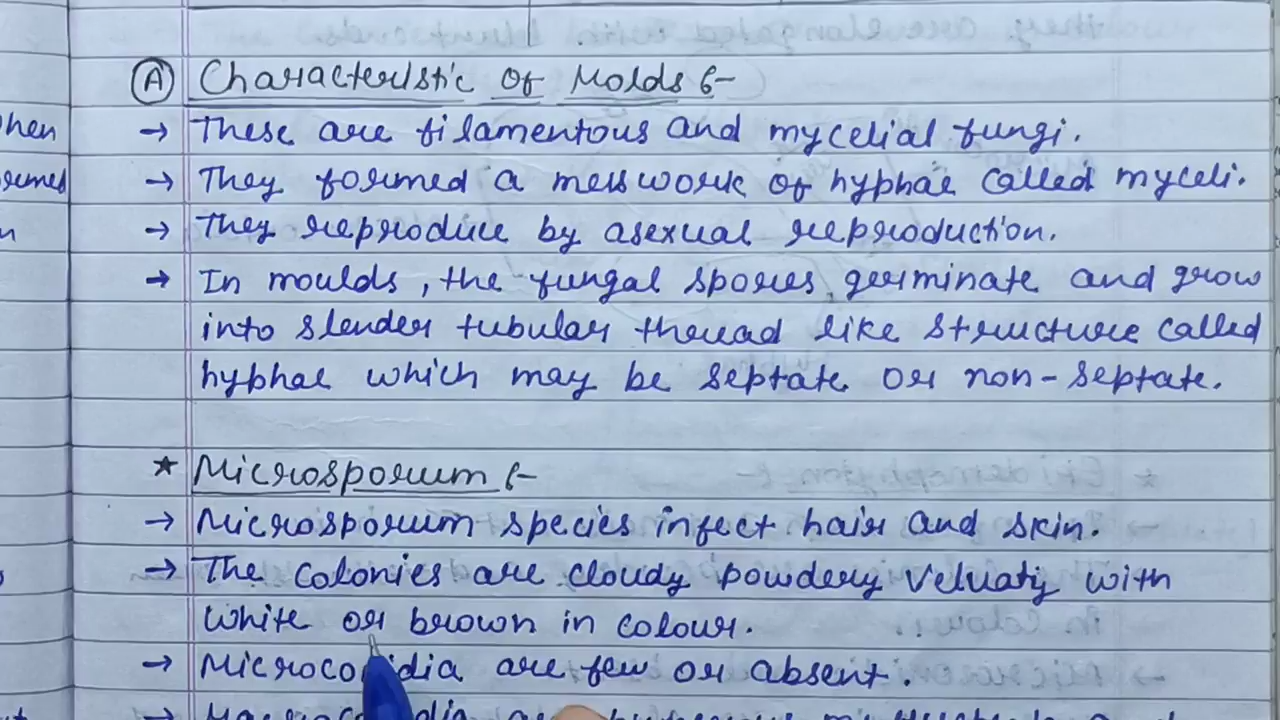 Ⓐ Characteristic of Molds :-
→ These are filamentous and mycelial fungi.
→ They formed a messwork of hyphae called myceli.
→ They reproduce by asexual reproduction.
→ In moulds, the fungal spores, germinate and grow
into slender tubular thread like structure called
hyphae which may be septate or non-septate.
★ Microsporum :-
→ Microsporum species infect hair and skin.
→ The colonies are cloudy powdery with
white or brown in colour.
→ Microconidia are few or absent.